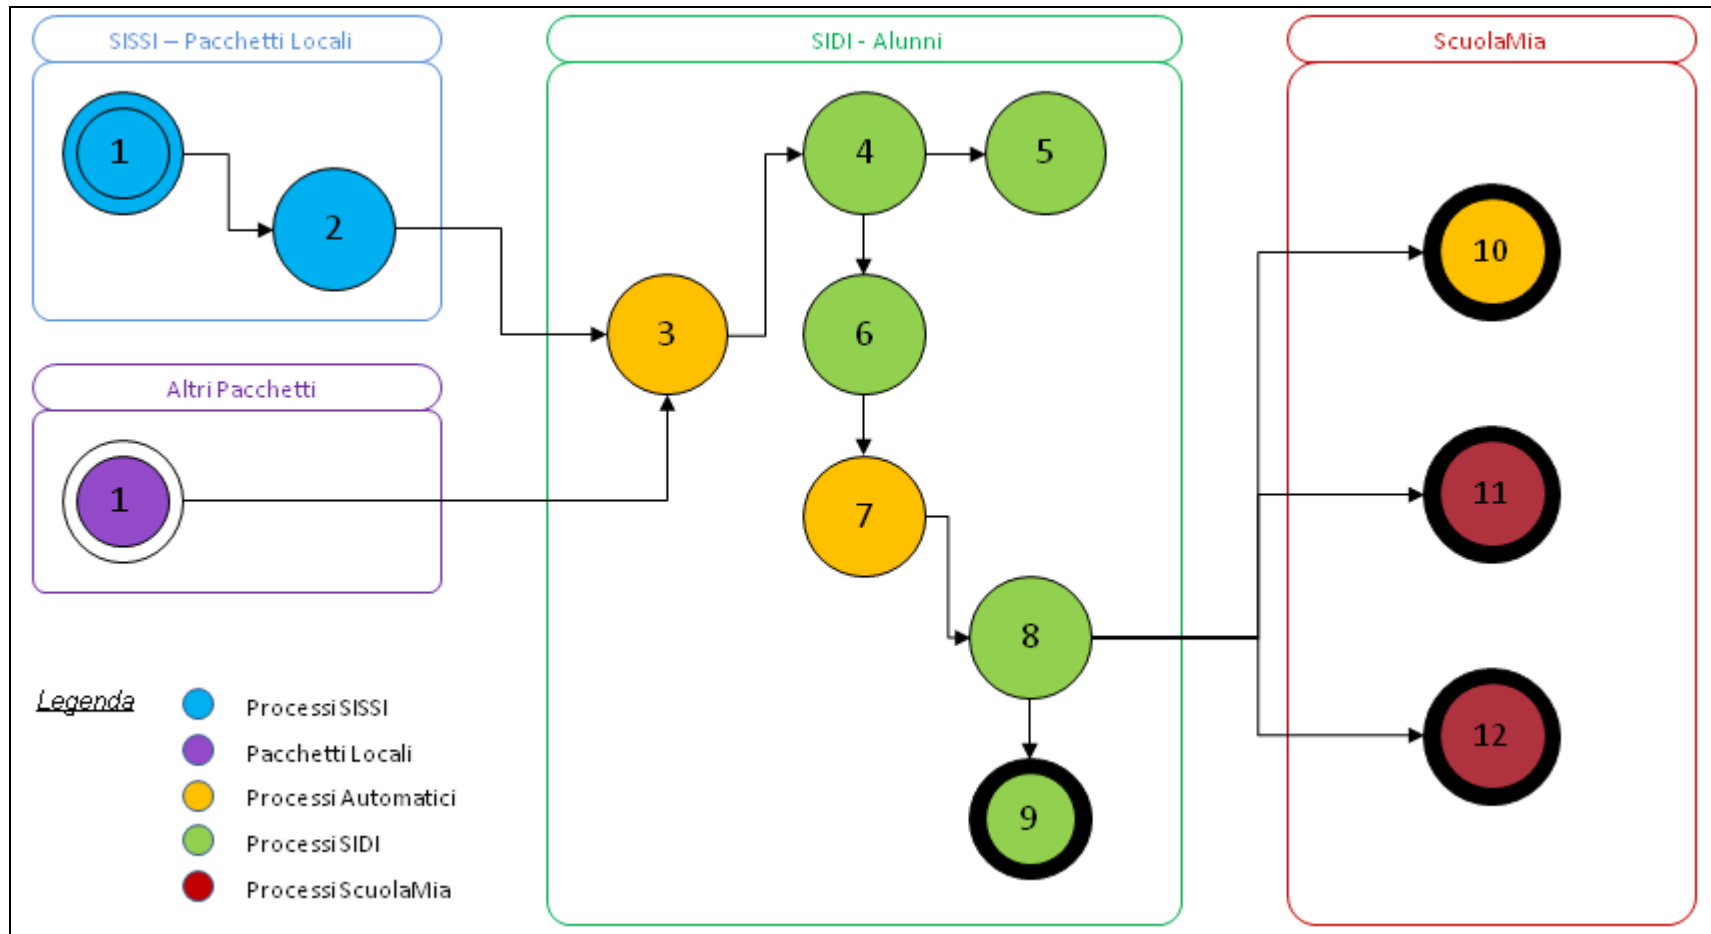 SISSI – Pacchetti Locali
1
2
Altri Pacchetti
1
SIDI - Alunni
3
4
5
6
7
8
9
ScuolaMia
10
11
12
Legenda
Processi SISSI
Pacchetti Locali
Processi Automatici
Processi SIDI
Processi ScuolaMia